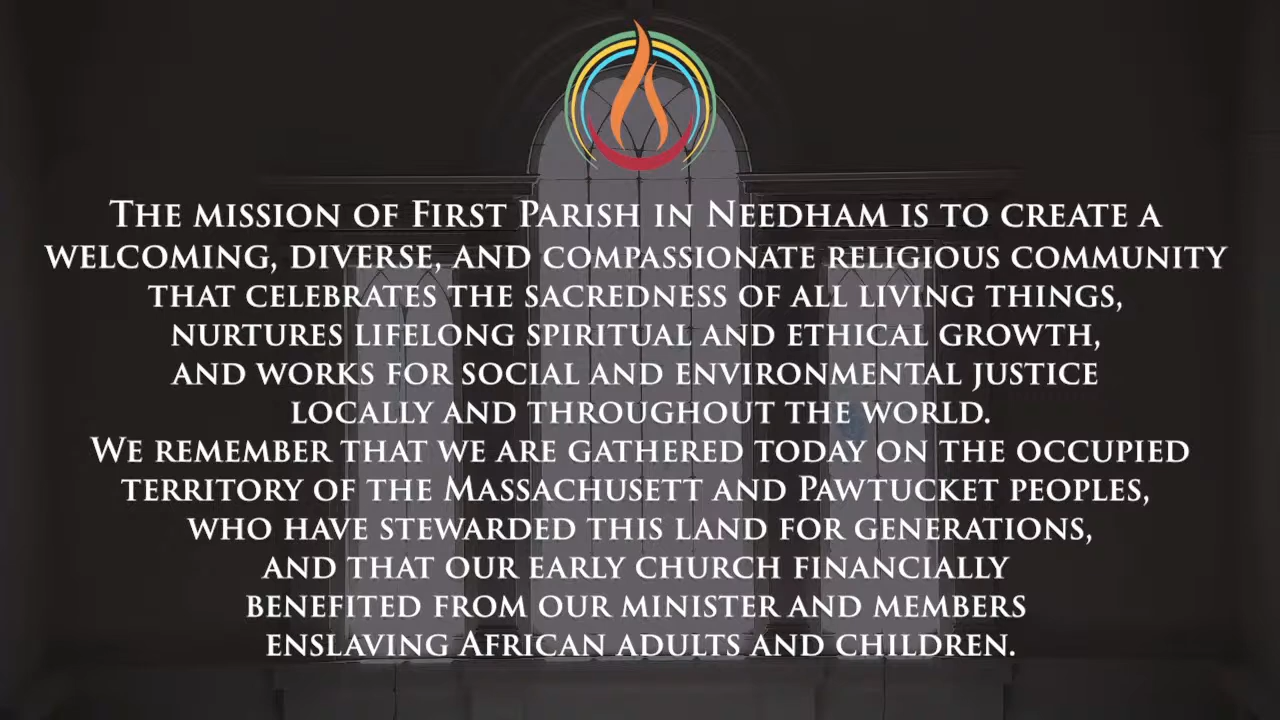 The mission of First Parish in Needham is to create a
welcoming, diverse, and compassionate religious community
that celebrates the sacredness of all living things,
nurtures lifelong spiritual and ethical growth,
and works for social and environmental justice
locally and throughout the world.
We remember that we are gathered today on the occupied
territory of the Massachusett and Pawtucket peoples,
who have stewarded this land for generations,
and that our early church financially
benefited from our minister and members
enslaving African adults and children.